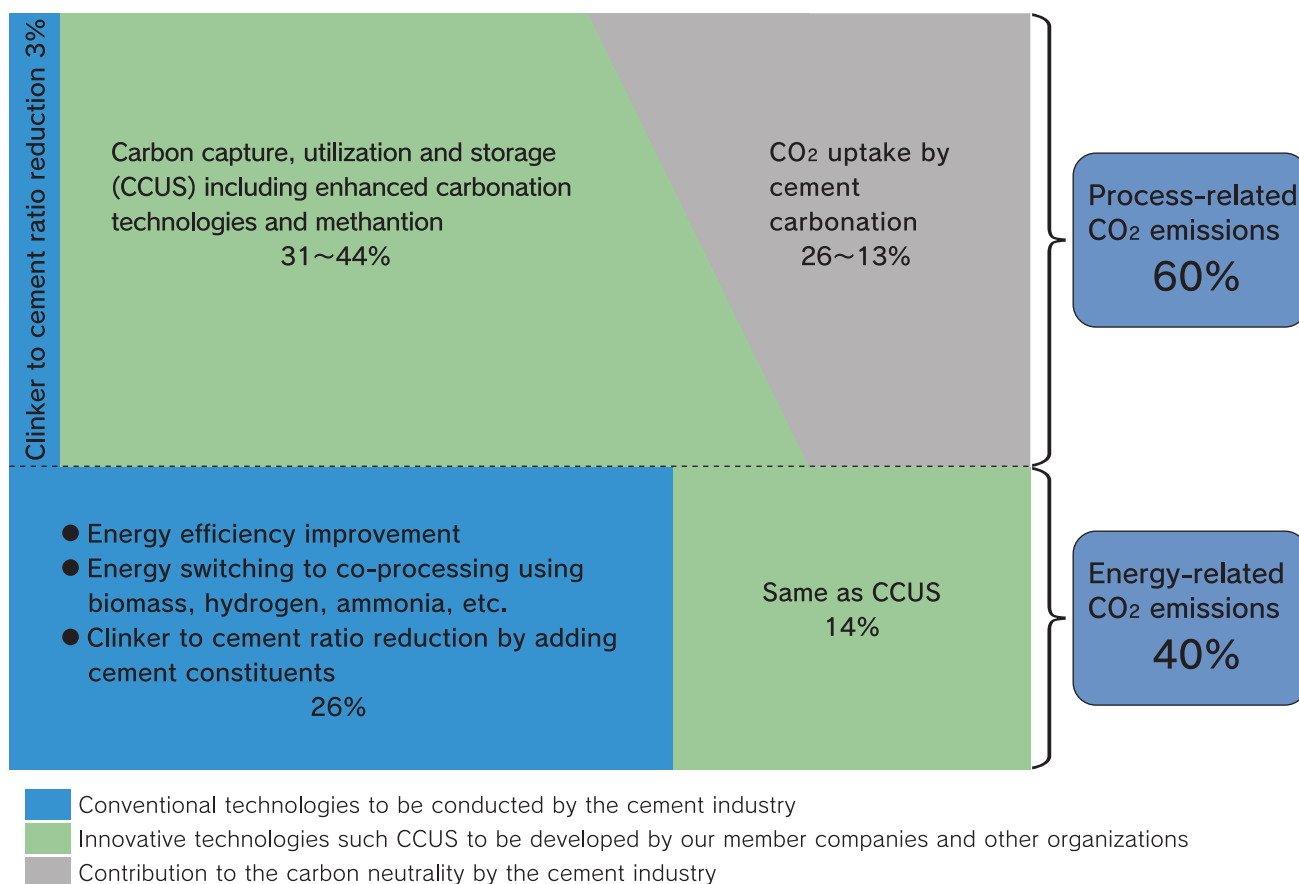 Clinker to cement ratio reduction 3%
Carbon capture, utilization and storage
(CCUS) including enhanced carbonation
technologies and methantion
31~44%
CO2 uptake by
cement
carbonation
26~13%
Process-related
CO2 emissions
60%
● Energy efficiency improvement
● Energy switching to co-processing using
biomass, hydrogen, ammonia, etc.
● Clinker to cement ratio reduction by adding
cement constituents
26%
Same as CCUS
14%
Energy-related
CO2 emissions
40%
Conventional technologies to be conducted by the cement industry
Innovative technologies such CCUS to be developed by our member companies and other organizations
Contribution to the carbon neutrality by the cement industry